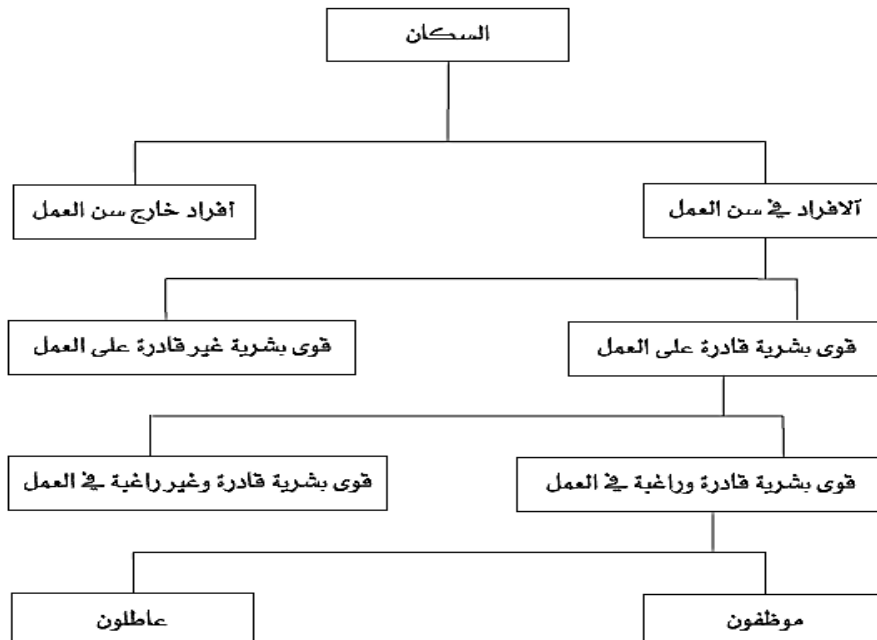 السكان
آلافراد في سن العمل
أفراد خارج سن العمل
قوى بشرية قادرة على العمل
قوى بشرية غير قادرة على العمل
قوى بشرية قادرة وراغبة في العمل
قوى بشرية قادرة وغير راغبة في العمل
موظفون
عاطلون